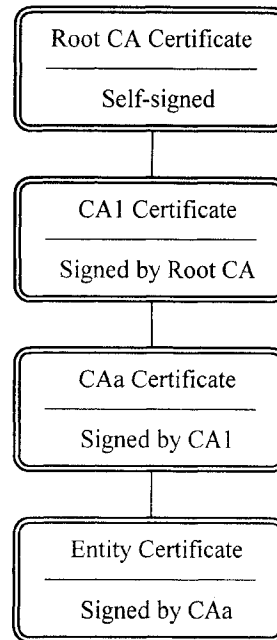 Root CA Certificate
Self-signed
CA1 Certificate
Signed by Root CA
CAa Certificate
Signed by CA1
Entity Certificate
Signed by CAa